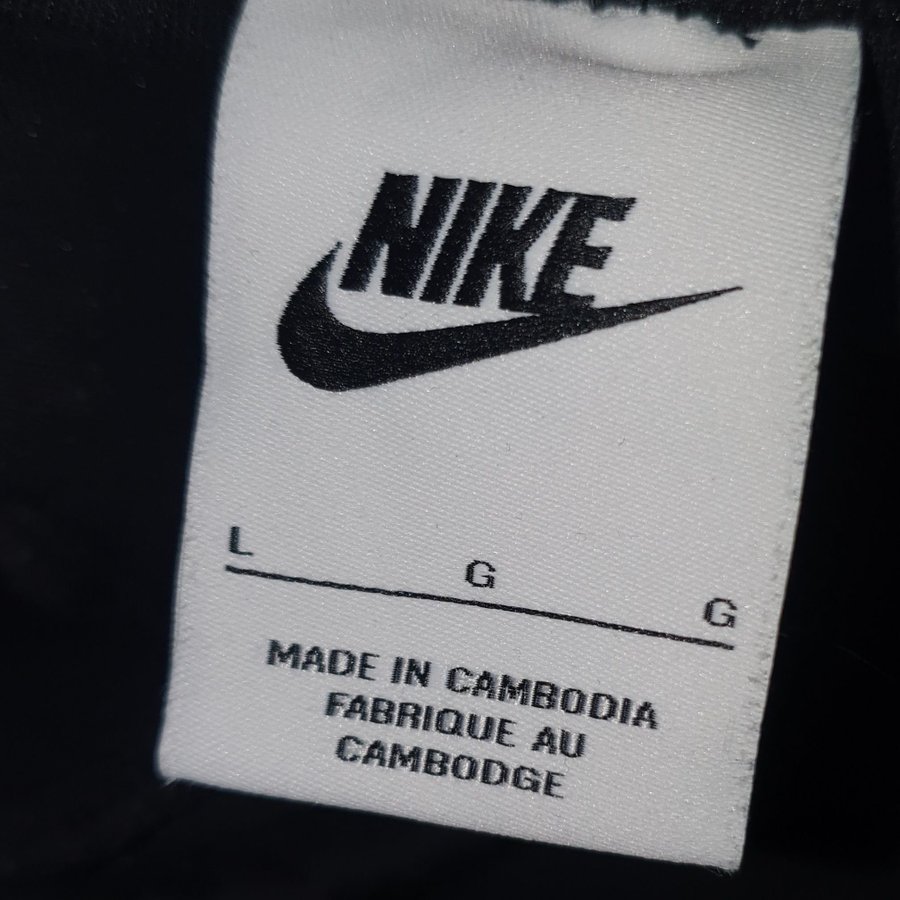 NIKE
L G G
MADE IN CAMBODIA
FABRIQUE AU
CAMBODGE